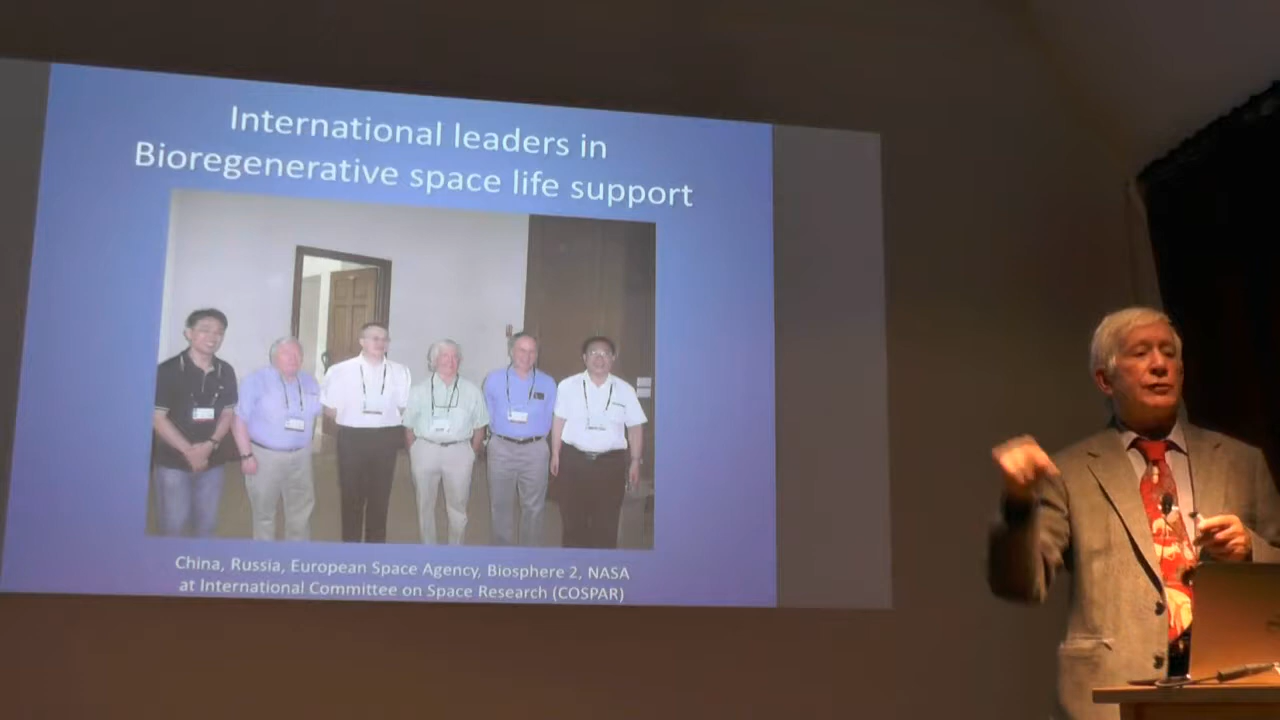 International leaders in
Bioregenerative space life support
China, Russia, European Space Agency, Biosphere 2, NASA
at International Committee on Space Research (COSPAR)